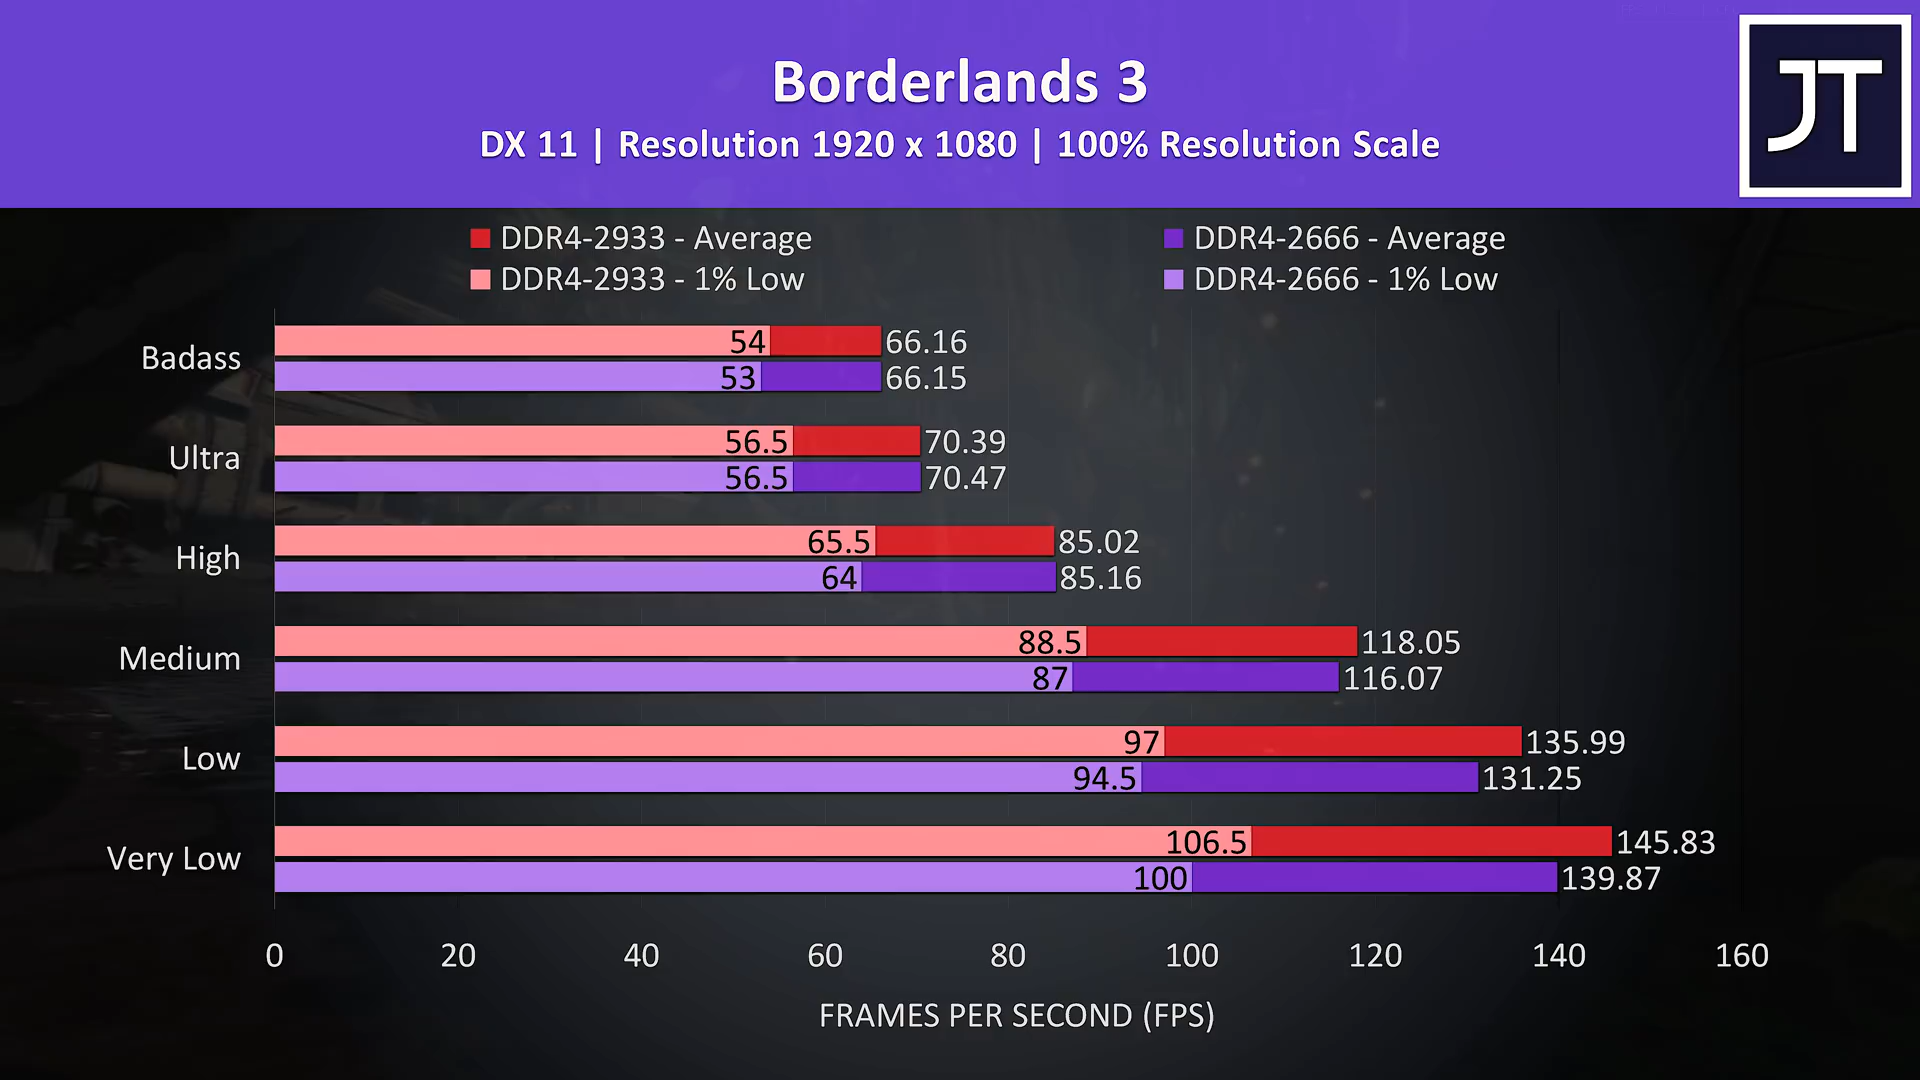 Borderlands 3
DX 11 | Resolution 1920 x 1080 | 100% Resolution Scale
JT
DDR4-2933 - Average
DDR4-2666 - Average
DDR4-2933 - 1% Low
DDR4-2666 - 1% Low
Badass
54
66.16
53
66.15
Ultra
56.5
70.39
56.5
70.47
High
65.5
85.02
64
85.16
Medium
88.5
118.05
87
116.07
Low
97
135.99
94.5
131.25
Very Low
106.5
145.83
100
139.87
0 20 40 60 80 100 120 140 160
FRAMES PER SECOND (FPS)